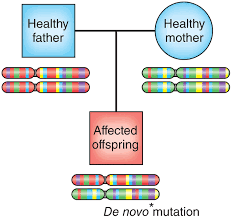 Healthy
father
Healthy
mother
Affected
offspring
*
De novo mutation